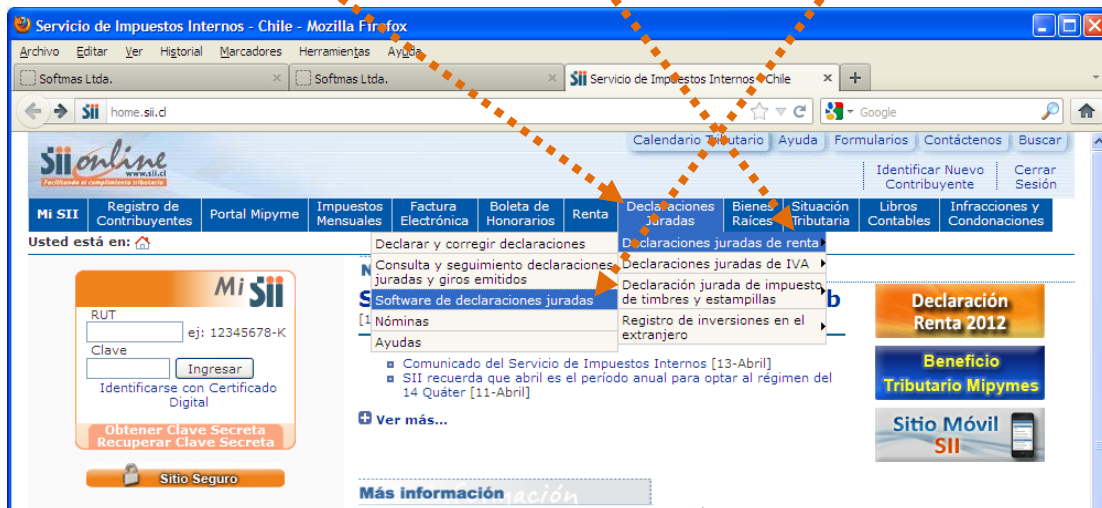 Servicio de Impuestos Internos - Chile - Mozilla Firefox
Archivo Editar Ver Historial Marcadores Herramientas Ayuda
Softmas Ltda. × Softmas Ltda. × Sii Servicio de Impuestos Internos - Chile × +
Sii home.sii.cl Google
Calendario Tributario Ayuda Formularios Contáctenos Buscar
Sii online
www.sii.cl
Facilitando el cumplimiento tributario
Identificar Nuevo Contribuyente
Cerrar Sesión
Mi SII
Registro de Contribuyentes
Portal Mipyme
Impuestos Mensuales
Factura Electrónica
Boleta de Honorarios
Renta
Declaraciones Juradas
Bienes Raíces
Situación Tributaria
Libros Contables
Infracciones y Condonaciones
Usted está en:
Declarar y corregir declaraciones
Consulta y seguimiento declaraciones
juradas y giros emitidos
Software de declaraciones juradas
Nóminas
Ayudas
Declaraciones juradas de renta
Declaraciones juradas de IVA
Declaración jurada de impuesto
de timbres y estampillas
Registro de inversiones en el
extranjero
N
S b
[1
Mi Sii
RUT
ej: 12345678-K
Clave
Ingresar
Identificarse con Certificado
Digital
Obtener Clave Secreta
Recuperar Clave Secreta
Sitio Seguro
Comunicado del Servicio de Impuestos Internos [13-Abril]
SII recuerda que abril es el período anual para optar al régimen del
14 Quáter [11-Abril]
Ver más...
Más información
Declaración
Renta 2012
Beneficio
Tributario Mipymes
Sitio Móvil
SII